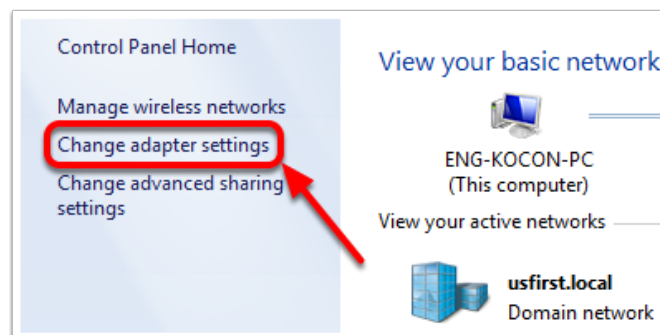 Control Panel Home
Manage wireless networks
Change adapter settings
Change advanced sharing
settings
View your basic network
ENG-KOCON-PC
(This computer)
View your active networks
usfirst.local
Domain network